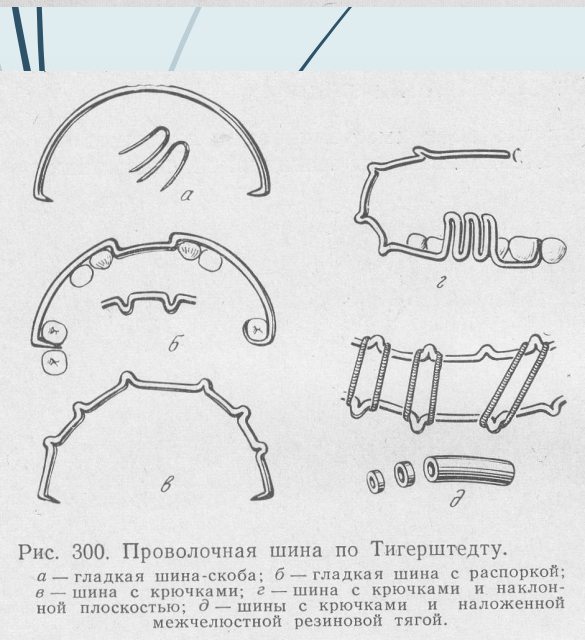 а
б
в
г
д
Рис. 300. Проволочная шина по Тигерштедту.
а — гладкая шина-скоба; б — гладкая шина с распоркой;
в — шина с крючками; г — шина с крючками и наклон-
ной плоскостью; д — шины с крючками и наложенной
межчелюстной резиновой тягой.